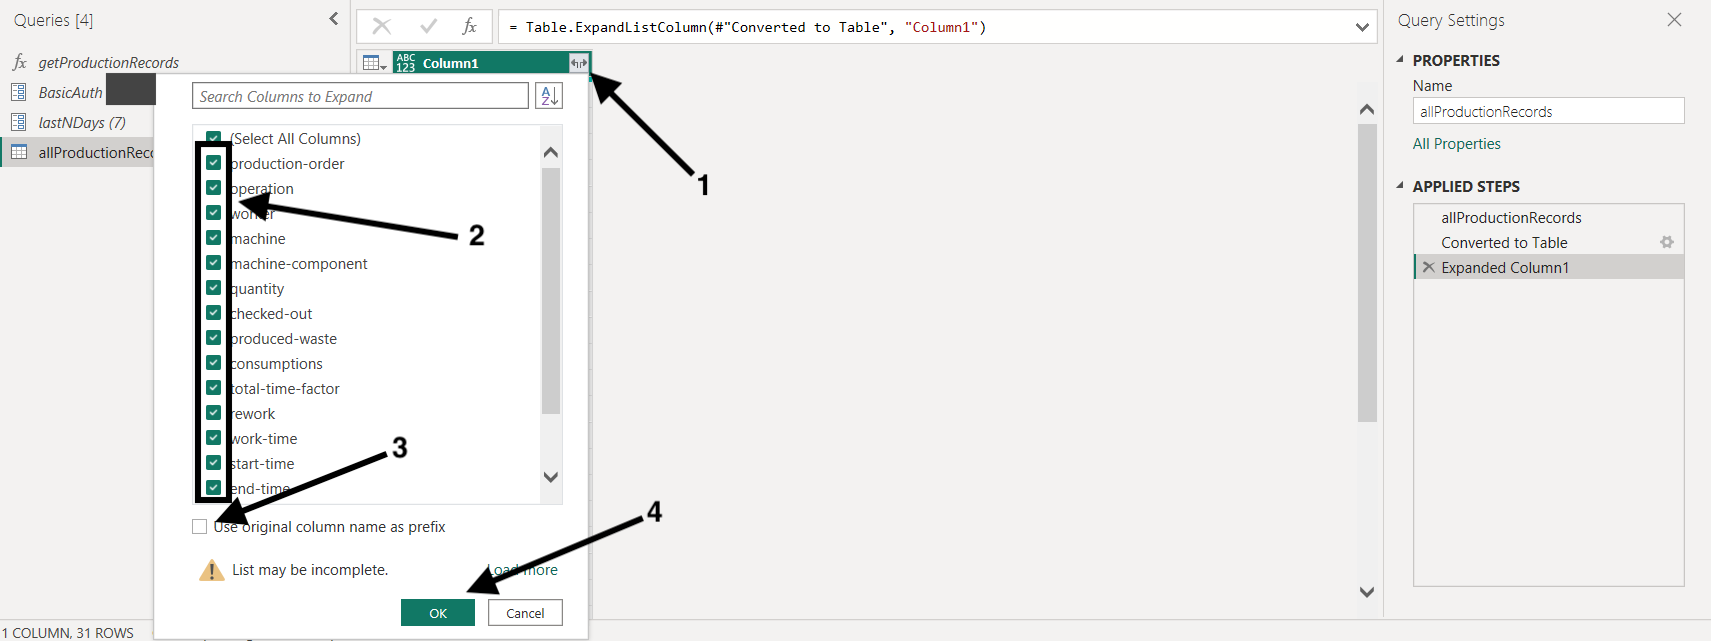 Queries [4]
fx getProductionRecords
BasicAuth
lastNDays (7)
allProductionRec
fx
= Table.ExpandListColumn(#"Converted to Table", "Column1")
ABC
123
Column1
Search Columns to Expand
A
Z
(Select All Columns)
production-order
operation
worker
machine
machine-component
quantity
checked-out
produced-waste
consumptions
total-time-factor
rework
work-time
start-time
end-time
Use original column name as prefix
List may be incomplete.
Load more
OK
Cancel
1
2
3
4
Query Settings
PROPERTIES
Name
allProductionRecords
All Properties
APPLIED STEPS
allProductionRecords
Converted to Table
Expanded Column1
1 COLUMN, 31 ROWS